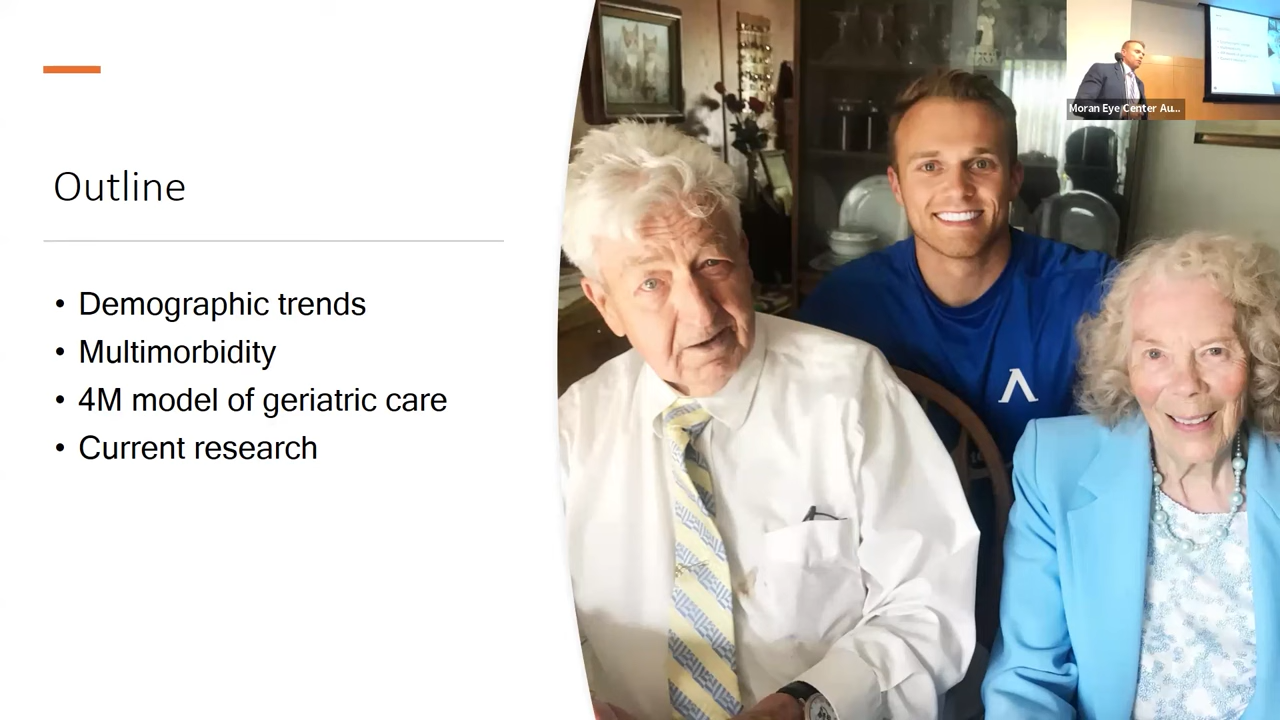 Outline
• Demographic trends
• Multimorbidity
• 4M model of geriatric care
• Current research
Moran Eye Center Au...